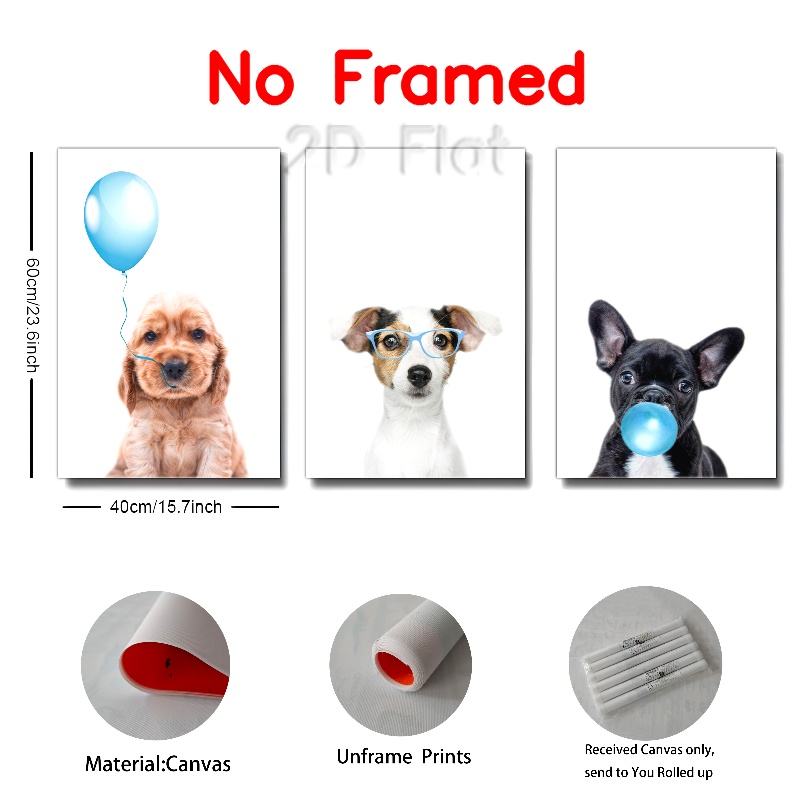 No Framed
2D Flat
60cm/23.6inch
40cm/15.7inch
Material:Canvas
Unframe Prints
Received Canvas only,
send to You Rolled up